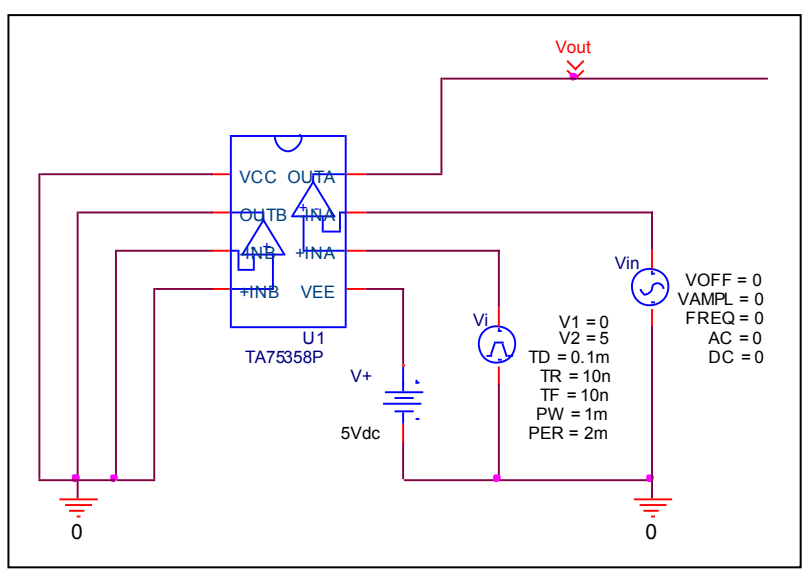 Vout
VCC OUTA
OUTB -INA
-INB +INA
+INB VEE
U1
TA75358P
Vin
VOFF = 0
VAMPL = 0
FREQ = 0
AC = 0
DC = 0
Vi
V1 = 0
V2 = 5
TD = 0.1m
TR = 10n
TF = 10n
PW = 1m
PER = 2m
V+
5Vdc
0
0